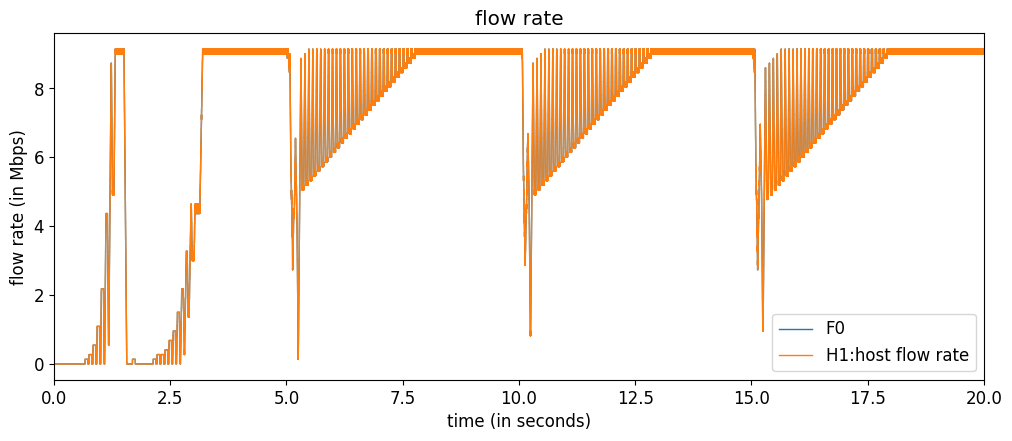 flow rate
flow rate (in Mbps)
8
6
4
2
0
F0
H1:host flow rate
0.0 2.5 5.0 7.5 10.0 12.5 15.0 17.5 20.0
time (in seconds)